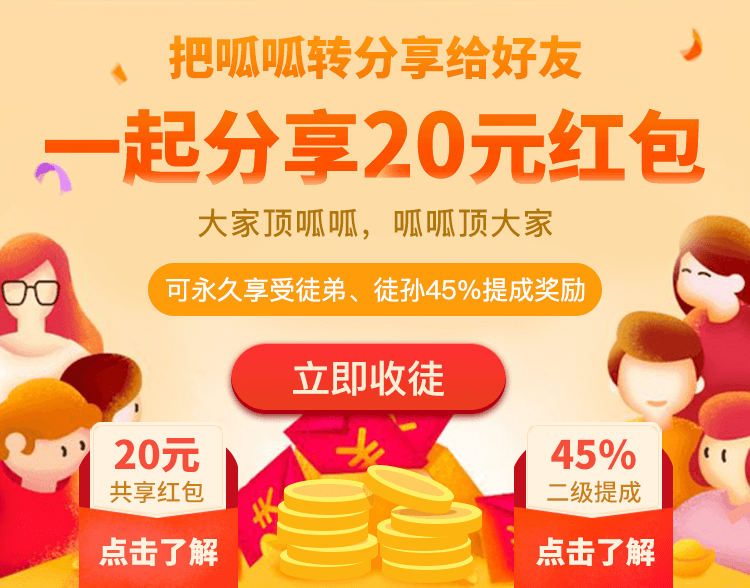 把呱呱转分享给好友
一起分享20元红包
大家顶呱呱，呱呱顶大家
可永久享受徒弟、徒孙45%提成奖励
立即收徒
20元
共享红包
点击了解
45%
二级提成
点击了解